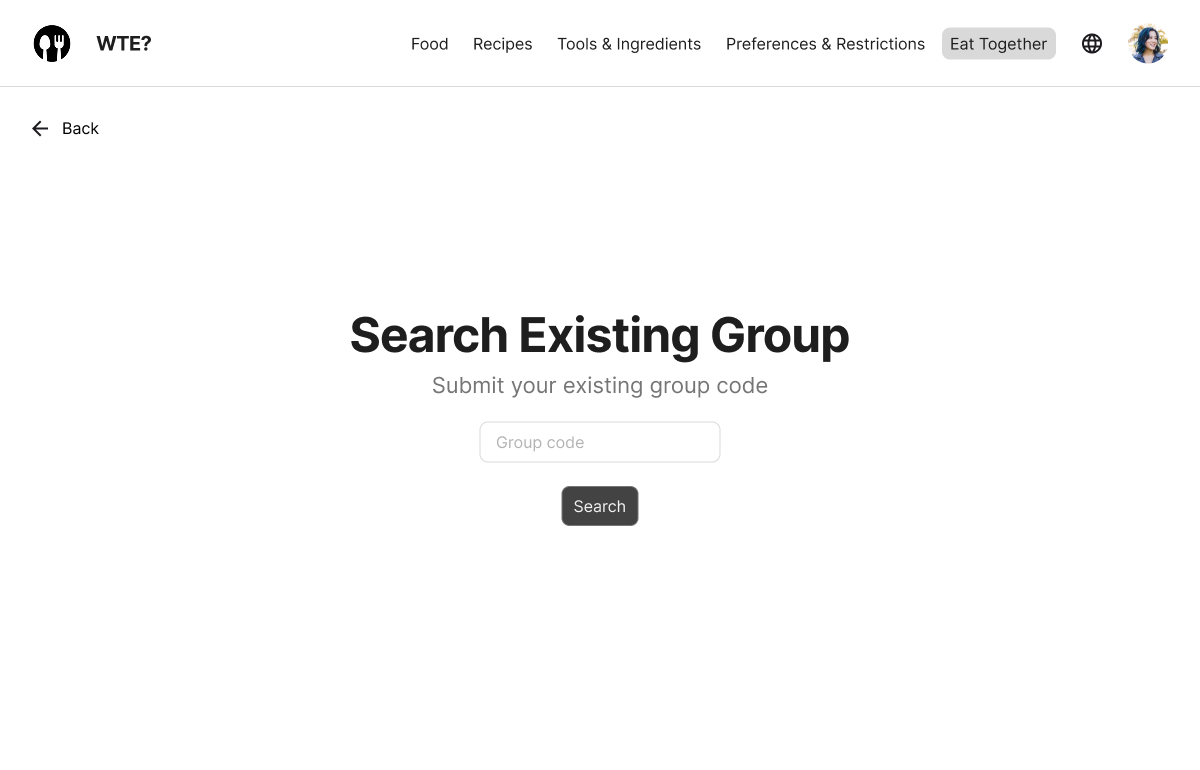 WTE?
Food Recipes Tools & Ingredients Preferences & Restrictions Eat Together
Back
Search Existing Group
Submit your existing group code
Group code
Search